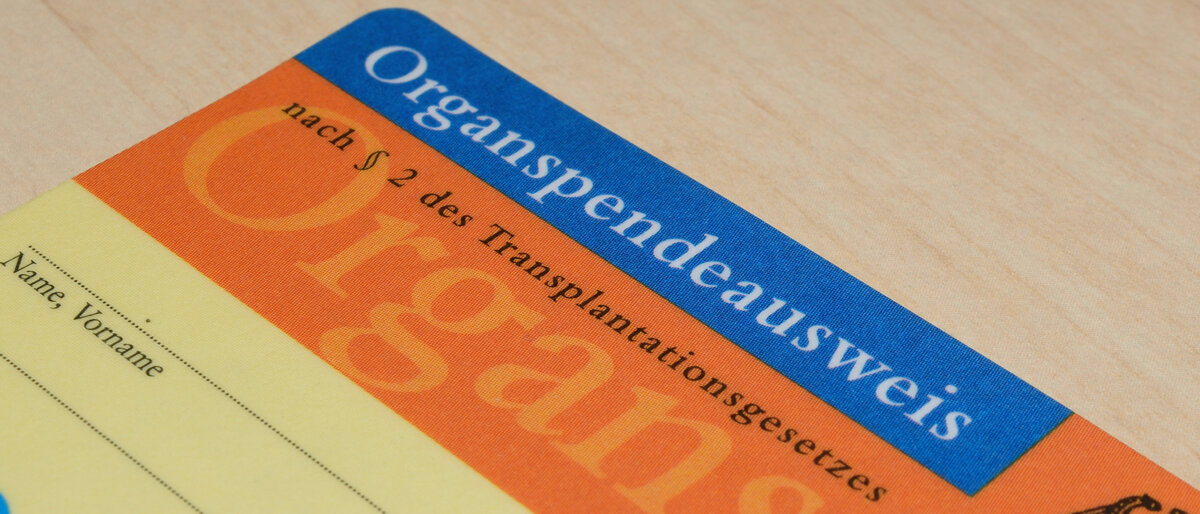 Organspendeausweis
nach § 2 des Transplantationsgesetzes
Organs
Name, Vorname